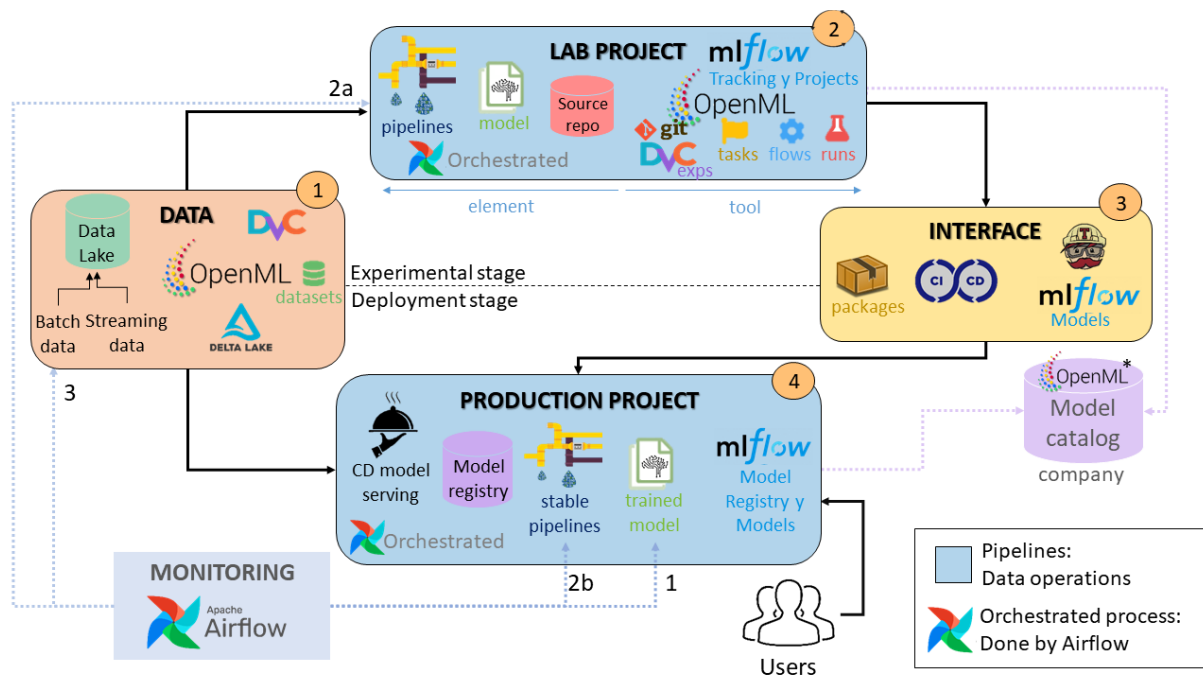 2
LAB PROJECT
mlflow
Tracking y Projects
OpenML
pipelines
model
Source
repo
git
DVC
exps
tasks
flows
runs
Orchestrated
element
tool
2a
1
DATA
Data
Lake
DVC
OpenML
datasets
Batch
data
Streaming
data
DELTA LAKE
Experimental stage
Deployment stage
3
INTERFACE
T
packages
CI
CD
mlflow
Models
3
4
PRODUCTION PROJECT
CD model
serving
Model
registry
stable
pipelines
trained
model
mlflow
Model
Registry y
Models
Orchestrated
OpenML*
Model
catalog
company
MONITORING
Apache
Airflow
2b
1
Users
Pipelines:
Data operations
Orchestrated process:
Done by Airflow